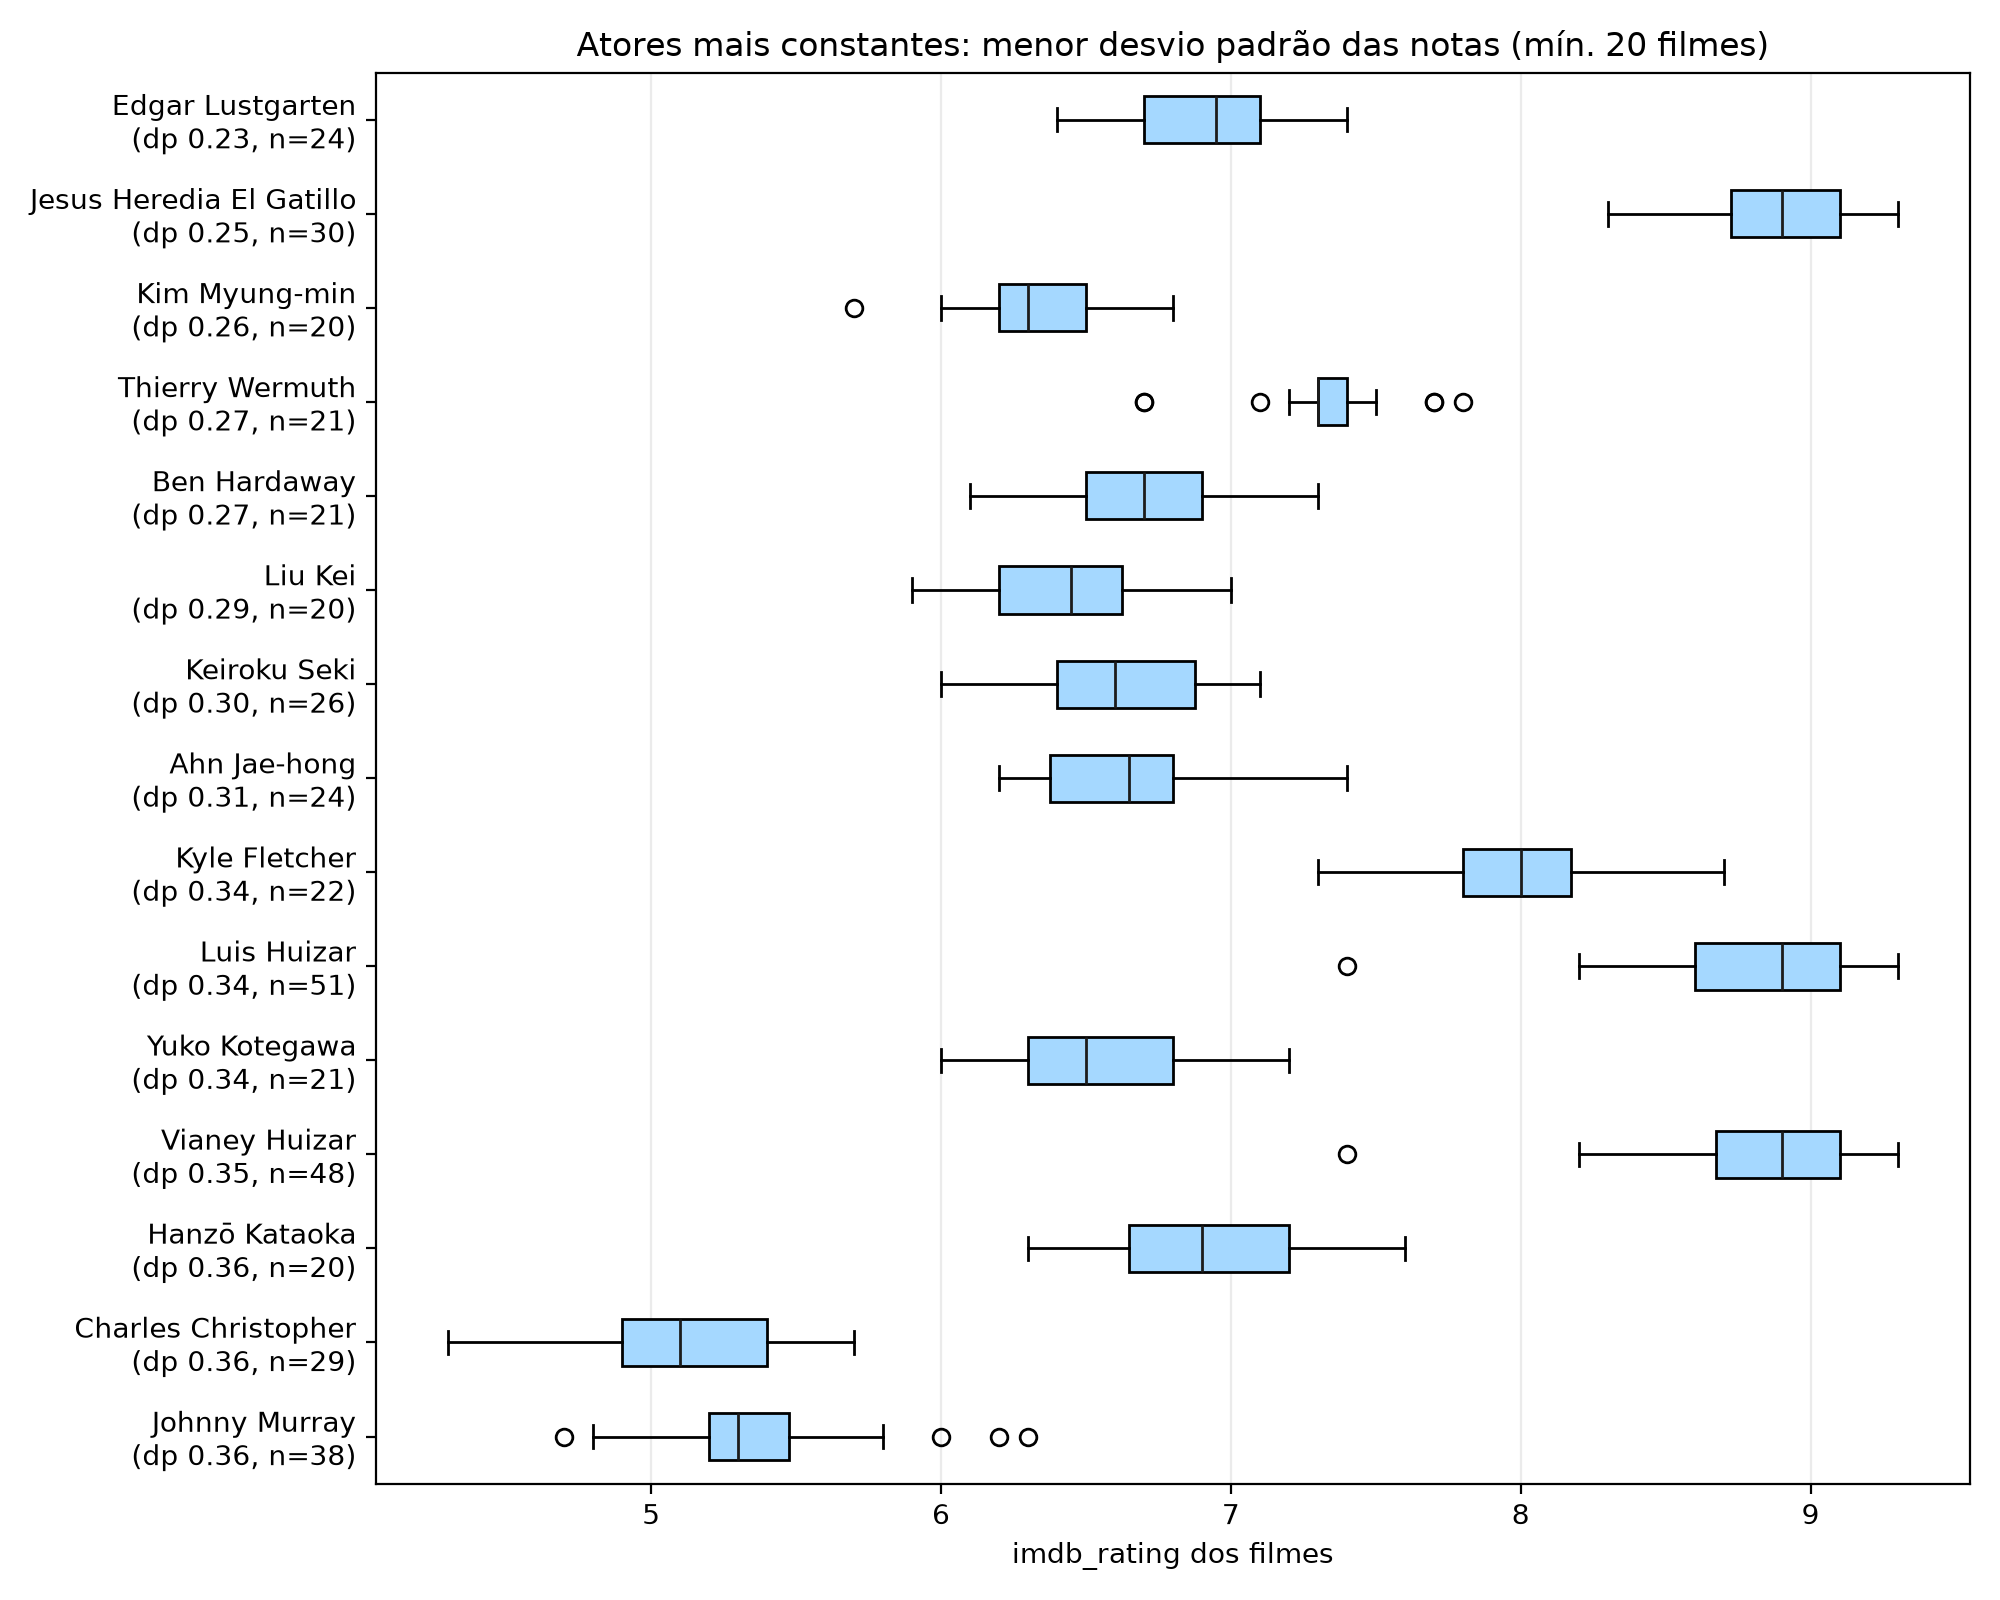 Atores mais constantes: menor desvio padrão das notas (mín. 20 filmes)
Edgar Lustgarten
(dp 0.23, n=24)
Jesus Heredia El Gatillo
(dp 0.25, n=30)
Kim Myung-min
(dp 0.26, n=20)
Thierry Wermuth
(dp 0.27, n=21)
Ben Hardaway
(dp 0.27, n=21)
Liu Kei
(dp 0.29, n=20)
Keiroku Seki
(dp 0.30, n=26)
Ahn Jae-hong
(dp 0.31, n=24)
Kyle Fletcher
(dp 0.34, n=22)
Luis Huizar
(dp 0.34, n=51)
Yuko Kotegawa
(dp 0.34, n=21)
Vianey Huizar
(dp 0.35, n=48)
Hanzō Kataoka
(dp 0.36, n=20)
Charles Christopher
(dp 0.36, n=29)
Johnny Murray
(dp 0.36, n=38)
5 6 7 8 9
imdb_rating dos filmes